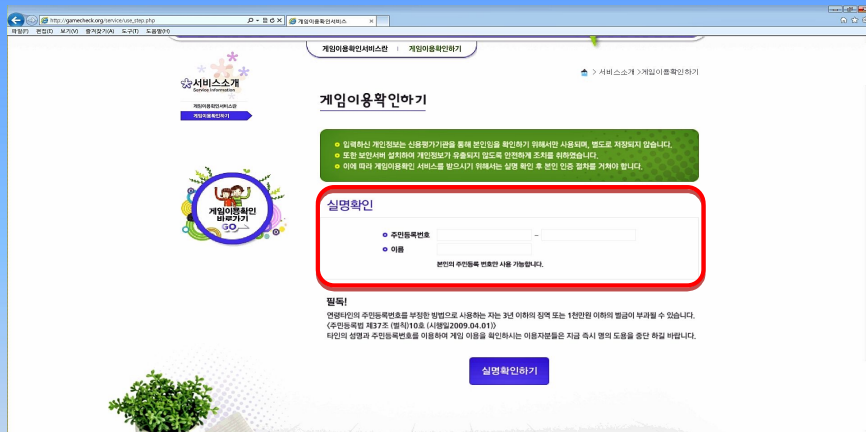 http://gamecheck.org/service/use_step.php
게임이용확인서비스
파일(F) 편집(E) 보기(V) 즐겨찾기(A) 도구(T) 도움말(H)
게임이용확인서비스란 | 게임이용확인하기
> 서비스소개 >게임이용확인하기
서비스소개
Service Information
게임이용확인서비스란
게임이용확인하기
게임이용확인하기
입력하신 개인정보는 신용평가기관을 통해 본인임을 확인하기 위해서만 사용되며, 별도로 저장되지 않습니다.
또한 보안서버 설치하여 개인정보가 유출되지 않도록 안전하게 조치를 취하였습니다.
이에 따라 게임이용확인 서비스를 받으시기 위해서는 실명 확인 후 본인 인증 절차를 거쳐야 합니다.
게임이용확인
바로가기
GO
실명확인
주민등록번호 -
이름
본인의 주민등록 번호만 사용 가능합니다.
필독!
연령타인의 주민등록번호를 부정한 방법으로 사용하는 자는 3년 이하의 징역 또는 1천만원 이하의 벌금이 부과될 수 있습니다.
(주민등록법 제37조 (벌칙)10호 (시행일2009.04.01))
타인의 성명과 주민등록번호를 이용하여 게임 이용을 확인하시는 이용자분들은 지금 즉시 명의 도용을 중단 하길 바랍니다.
실명확인하기